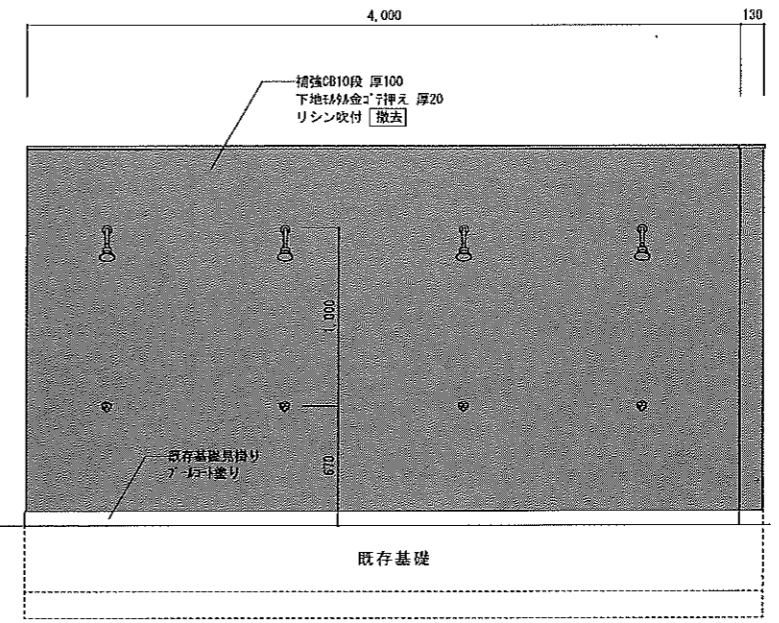 4,000
130
補強CB10段 厚100
下地ﾓﾙﾀﾙ金ｺﾞﾃ押え 厚20
リシン吹付 撤去
1,000
670
既存基礎見掛り
ﾌﾟｰﾙｺｰﾄ塗り
既存基礎